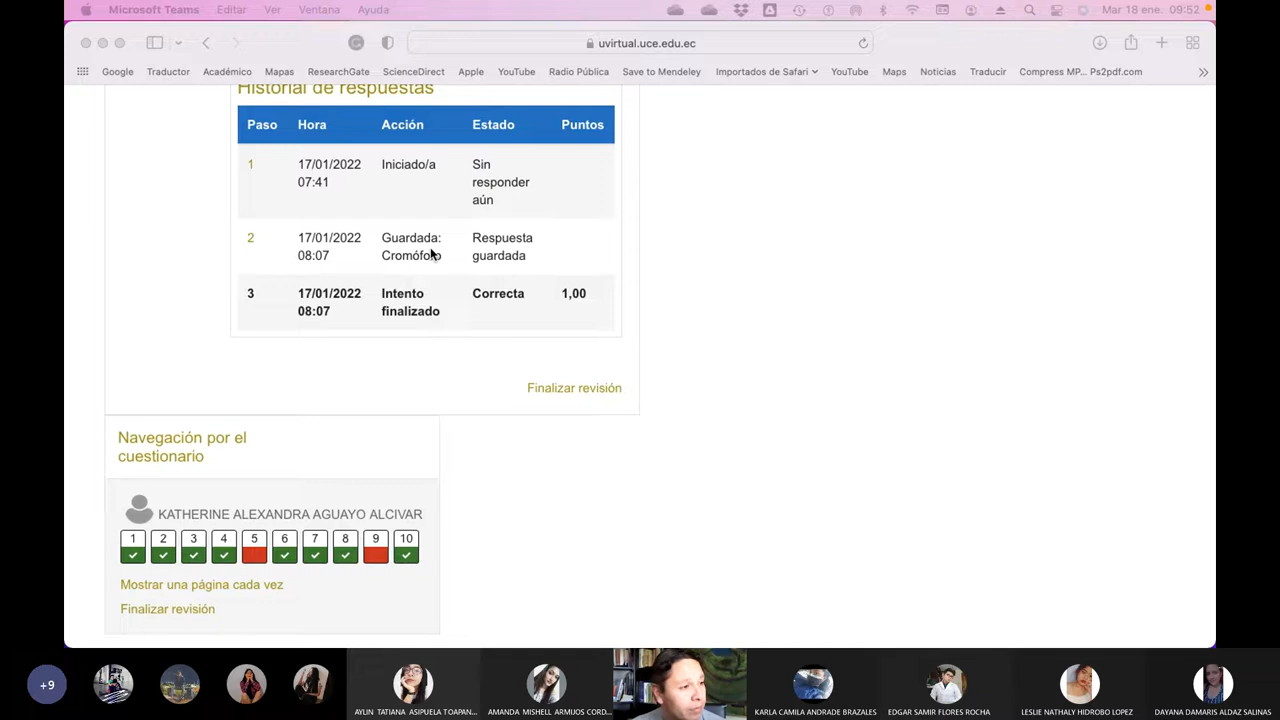 Microsoft Teams Editar Ver Ventana Ayuda Mar 18 ene. 09:52
uvirtual.uce.edu.ec
Google Traductor Académico Mapas ResearchGate ScienceDirect Apple YouTube Radio Pública Save to Mendeley Importados de Safari YouTube Maps Noticias Traducir Compress MP... Ps2pdf.com
Historial de respuestas
Paso Hora Acción Estado Puntos
1 17/01/2022 07:41 Iniciado/a Sin responder aún
2 17/01/2022 08:07 Guardada: Cromóforo Respuesta guardada
3 17/01/2022 08:07 Intento finalizado Correcta 1,00
Finalizar revisión
Navegación por el
cuestionario
KATHERINE ALEXANDRA AGUAYO ALCIVAR
1 2 3 4 5 6 7 8 9 10
Mostrar una página cada vez
Finalizar revisión
+9
AYLIN TATIANA ASIPUELA TOAPAN... AMANDA MISHELL ARMIJOS CORD... KARLA CAMILA ANDRADE BRAZALES EDGAR SAMIR FLORES ROCHA LESLIE NATHALY HIDROBO LOPEZ DAYANA DAMARIS ALDAZ SALINAS